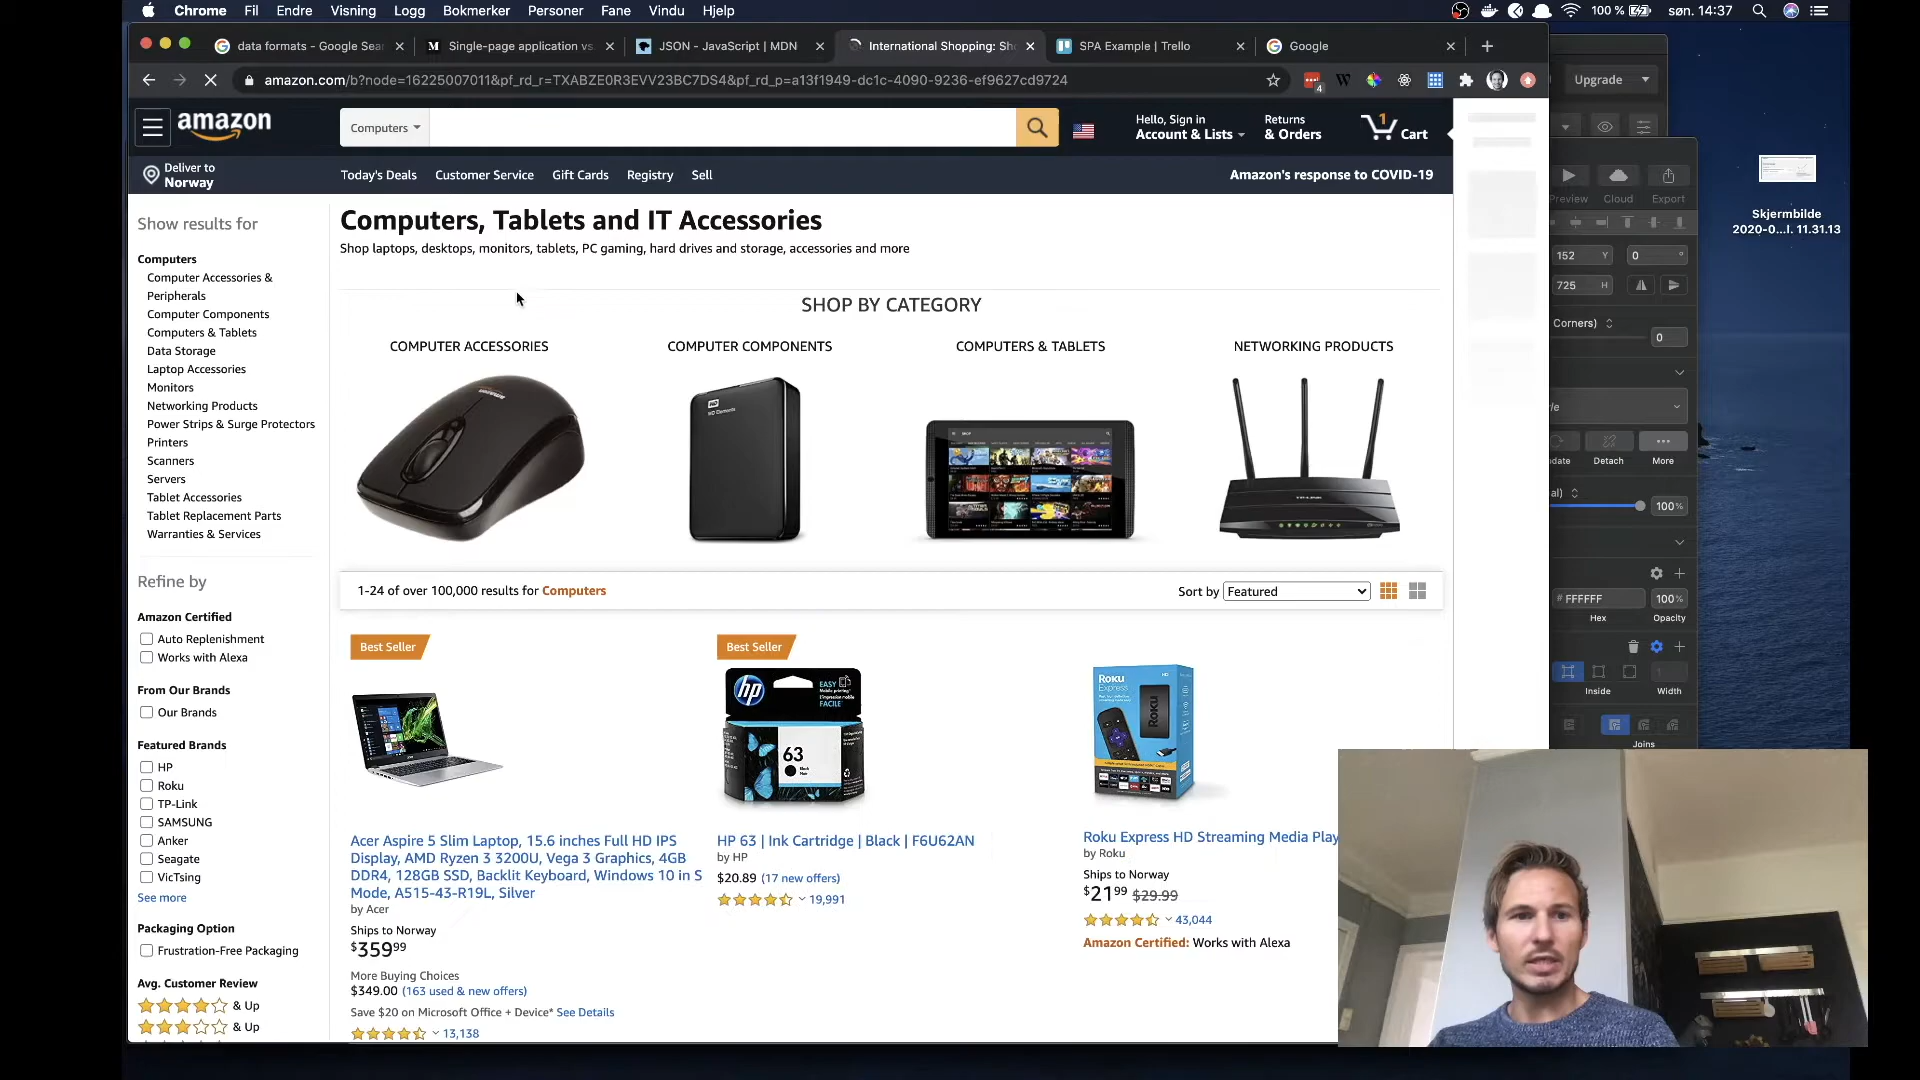 Chrome Fil Endre Visning Logg Bokmerker Personer Fane Vindu Hjelp 100 % søn. 14:37
data formats - Google Sear
Single-page application vs.
JSON - JavaScript | MDN
International Shopping: Sh
SPA Example | Trello
Google
amazon.com/b?node=16225007011&pf_rd_r=TXABZE0R3EVV23BC7DS4&pf_rd_p=a13f1949-dc1c-4090-9236-ef9627cd9724
4
Upgrade
amazon
Computers
Hello, Sign in
Account & Lists
Returns
& Orders
1
Cart
Deliver to
Norway
Today's Deals Customer Service Gift Cards Registry Sell
Amazon's response to COVID-19
Show results for
Computers
Computer Accessories &
Peripherals
Computer Components
Computers & Tablets
Data Storage
Laptop Accessories
Monitors
Networking Products
Power Strips & Surge Protectors
Printers
Scanners
Servers
Tablet Accessories
Tablet Replacement Parts
Warranties & Services
Refine by
Amazon Certified
Auto Replenishment
Works with Alexa
From Our Brands
Our Brands
Featured Brands
HP
Roku
TP-Link
SAMSUNG
Anker
Seagate
VicTsing
See more
Packaging Option
Frustration-Free Packaging
Avg. Customer Review
& Up
& Up
Computers, Tablets and IT Accessories
Shop laptops, desktops, monitors, tablets, PC gaming, hard drives and storage, accessories and more
SHOP BY CATEGORY
COMPUTER ACCESSORIES
COMPUTER COMPONENTS
COMPUTERS & TABLETS
NETWORKING PRODUCTS
1-24 of over 100,000 results for Computers
Sort by Featured
Best Seller
Acer Aspire 5 Slim Laptop, 15.6 inches Full HD IPS
Display, AMD Ryzen 3 3200U, Vega 3 Graphics, 4GB
DDR4, 128GB SSD, Backlit Keyboard, Windows 10 in S
Mode, A515-43-R19L, Silver
by Acer
Ships to Norway
$359 99
More Buying Choices
$349.00 (163 used & new offers)
Save $20 on Microsoft Office + Device* See Details
13,138
Best Seller
hp
EASY
63
HP 63 | Ink Cartridge | Black | F6U62AN
by HP
$20.89 (17 new offers)
19,991
Roku
Express
Roku
Roku Express HD Streaming Media Play
by Roku
Ships to Norway
$21 99 $29.99
43,044
Amazon Certified: Works with Alexa
Preview
Cloud
Export
152 Y 0 °
725 H
Corners)
0
Detach
More
100%
# FFFFFF 100%
Hex
Opacity
Inside
Width
Joins
Skjermbilde
2020-0...l. 11.31.13